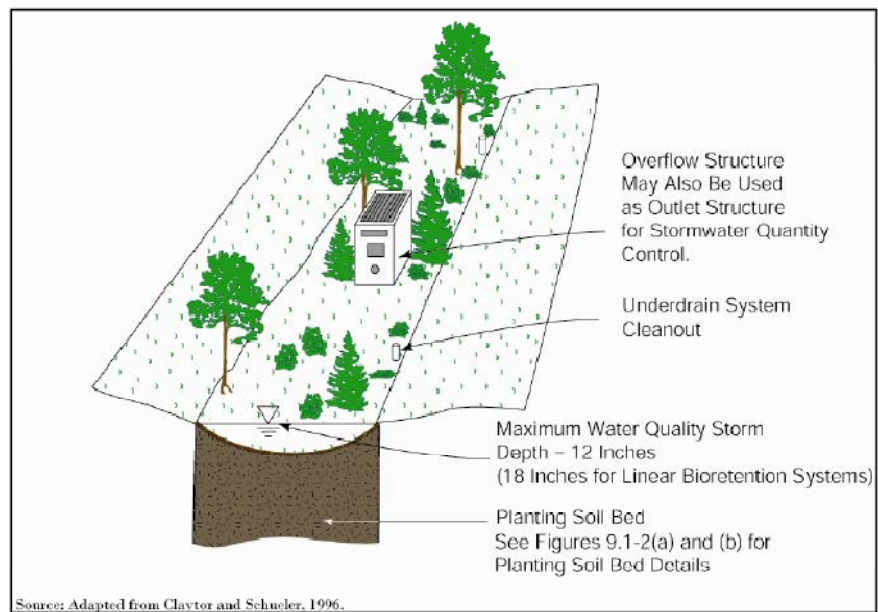 Overflow Structure
May Also Be Used
as Outlet Structure
for Stormwater Quantity
Control.
Underdrain System
Cleanout
Maximum Water Quality Storm
Depth – 12 Inches
(18 Inches for Linear Bioretention Systems)
Planting Soil Bed
See Figures 9.1-2(a) and (b) for
Planting Soil Bed Details
Source: Adapted from Claytor and Schueler, 1996.